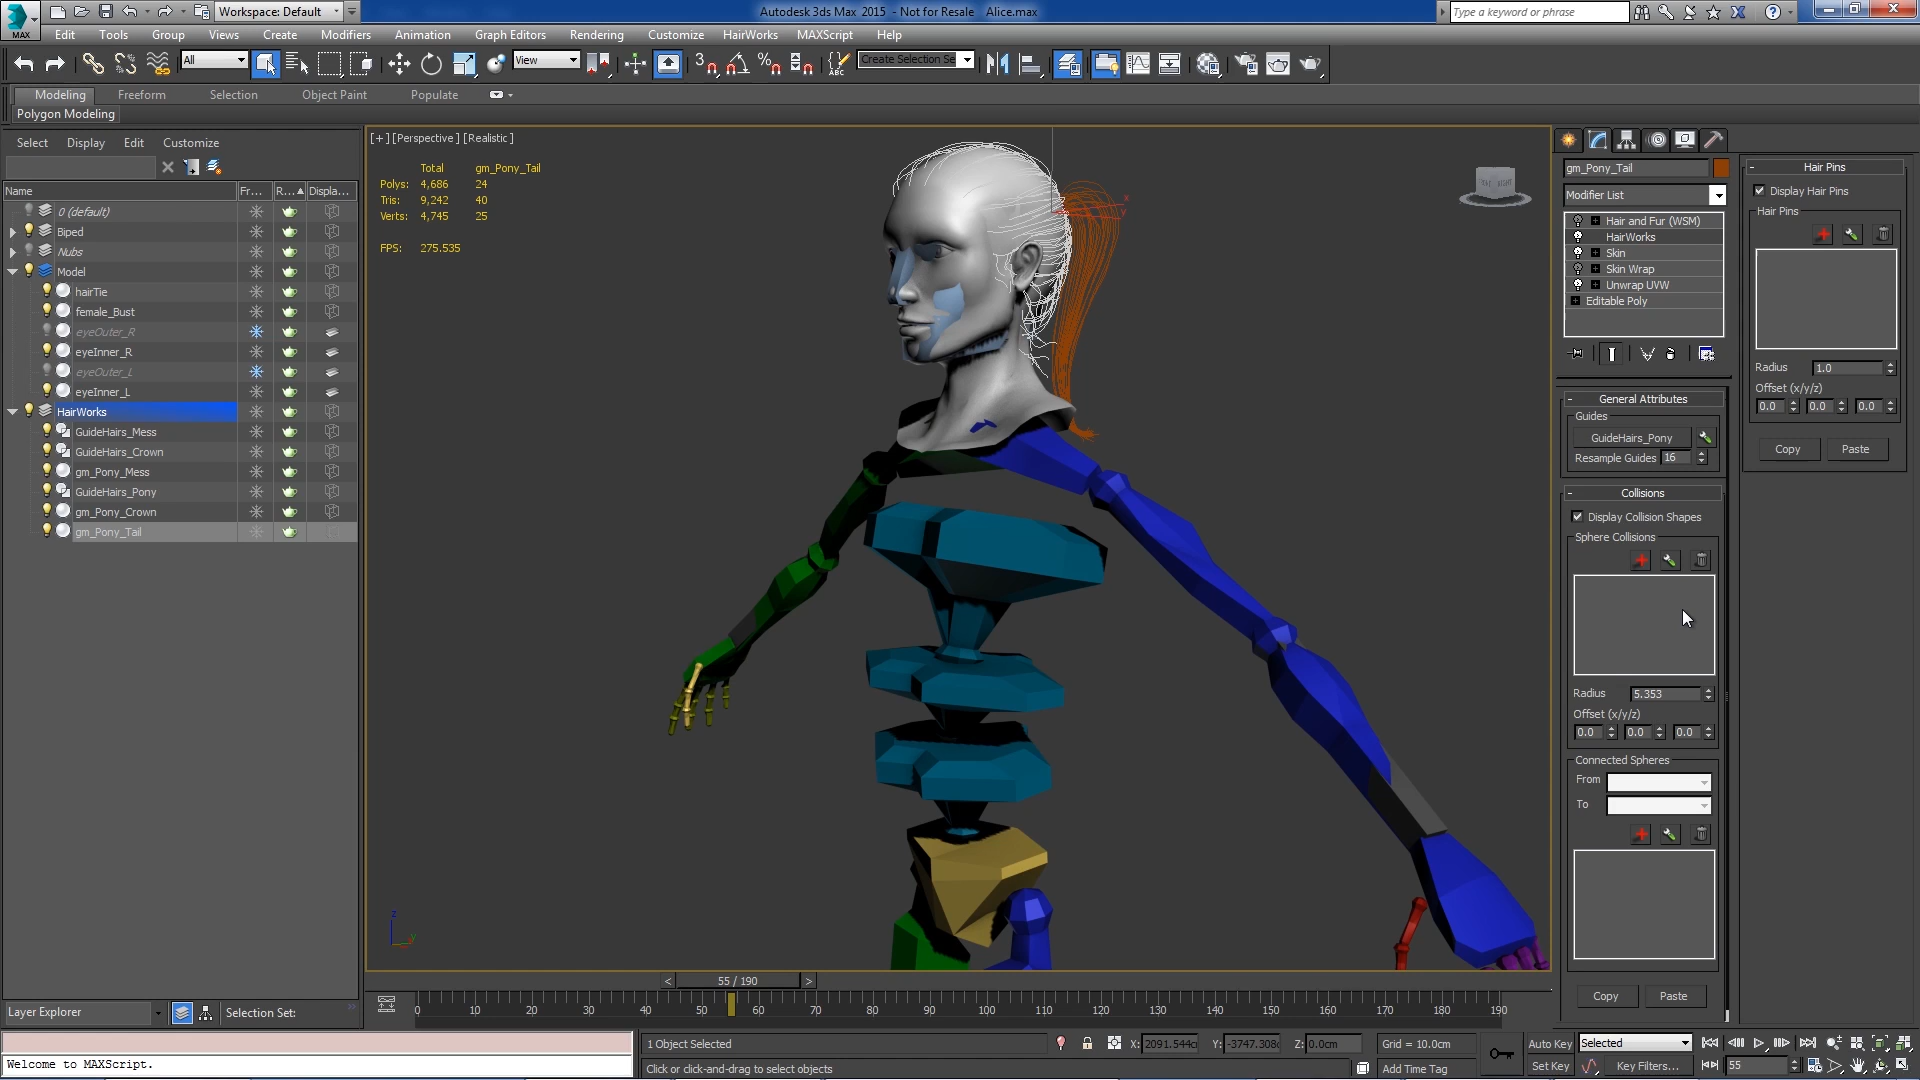 Workspace: Default
Autodesk 3ds Max 2015 - Not for Resale Alice.max
Type a keyword or phrase
MAX
Edit Tools Group Views Create Modifiers Animation Graph Editors Rendering Customize HairWorks MAXScript Help
All
View
3
ABC
Create Selection Se
Modeling Freeform Selection Object Paint Populate
Polygon Modeling
Select Display Edit Customize
Name Fr... R... Displa...
0 (default)
Biped
Nubs
Model
hairTie
female_Bust
eyeOuter_R
eyeInner_R
eyeOuter_L
eyeInner_L
HairWorks
GuideHairs_Mess
GuideHairs_Crown
gm_Pony_Mess
GuideHairs_Pony
gm_Pony_Crown
gm_Pony_Tail
Layer Explorer
Selection Set:
[+] [Perspective] [Realistic]
Total gm_Pony_Tail
Polys: 4,686 24
Tris: 9,242 40
Verts: 4,745 25
FPS: 275.535
x
y
z
y
RIGHT
gm_Pony_Tail
Modifier List
Hair and Fur (WSM)
HairWorks
Skin
Skin Wrap
Unwrap UVW
Editable Poly
General Attributes
Guides
GuideHairs_Pony
Resample Guides 16
Collisions
Display Collision Shapes
Sphere Collisions
Radius 5.353
Offset (x/y/z)
0.0 0.0 0.0
Connected Spheres
From
To
Copy Paste
Hair Pins
Display Hair Pins
Hair Pins
Radius 1.0
Offset (x/y/z)
0.0 0.0 0.0
Copy Paste
< 55 / 190 >
0 10 20 30 40 50 60 70 80 90 100 110 120 130 140 150 160 170 180 190
Welcome to MAXScript.
1 Object Selected
X: 2091.544c Y: -3747.308c Z: 0.0cm
Grid = 10.0cm
Auto Key Selected
Click or click-and-drag to select objects
Add Time Tag
Set Key Key Filters...
55